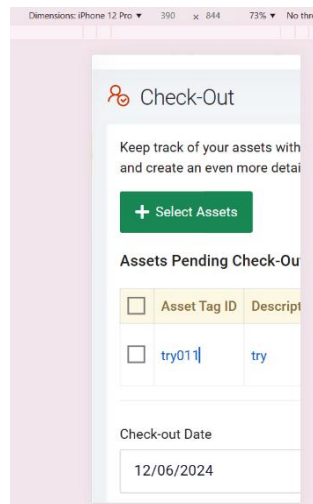 Dimensions: iPhone 12 Pro ▼ 390 x 844 73% ▼ No thr
Check-Out
Keep track of your assets with
and create an even more detai
+ Select Assets
Assets Pending Check-Ou
Asset Tag ID Descript
try011 try
Check-out Date
12/06/2024